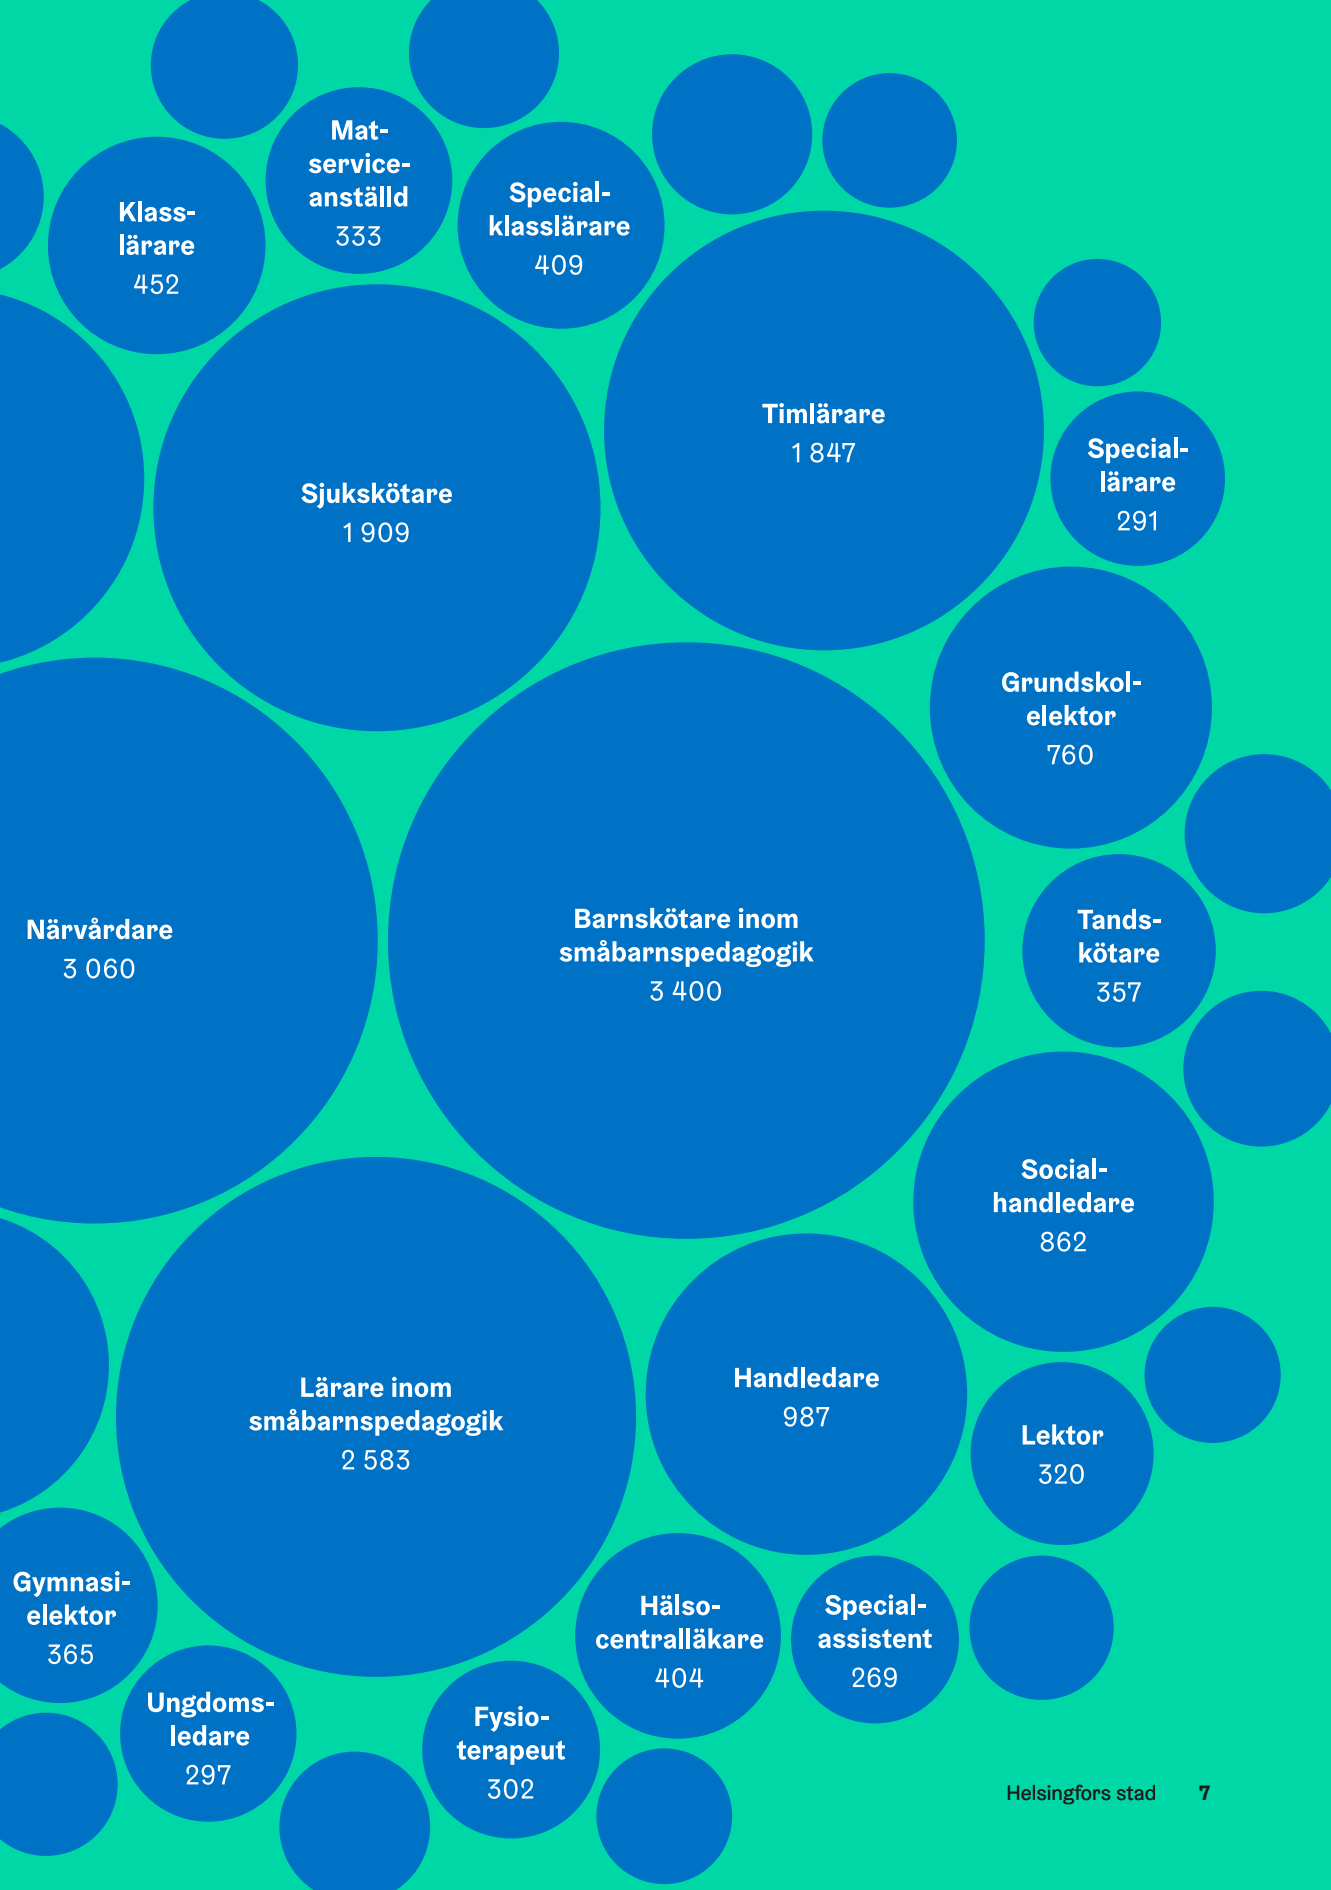 Mat-
service-
anställd
333
Special-
klasslärare
409
Klass-
lärare
452
Timlärare
1 847
Special-
lärare
291
Sjukskötare
1 909
Grundskol-
elektor
760
Närvårdare
3 060
Barnskötare inom
småbarnspedagogik
3 400
Tands-
kötare
357
Social-
handledare
862
Lärare inom
småbarnspedagogik
2 583
Handledare
987
Lektor
320
Gymnasi-
elektor
365
Hälso-
centralläkare
404
Special-
assistent
269
Ungdoms-
ledare
297
Fysio-
terapeut
302
Helsingfors stad 7